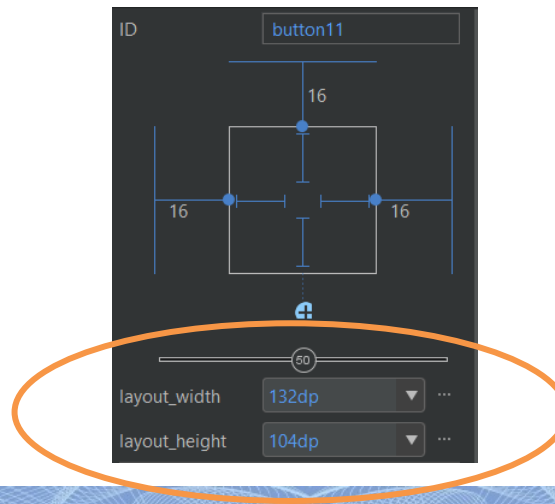 ID button11
16
16 16
50
layout_width 132dp ...
layout_height 104dp ...